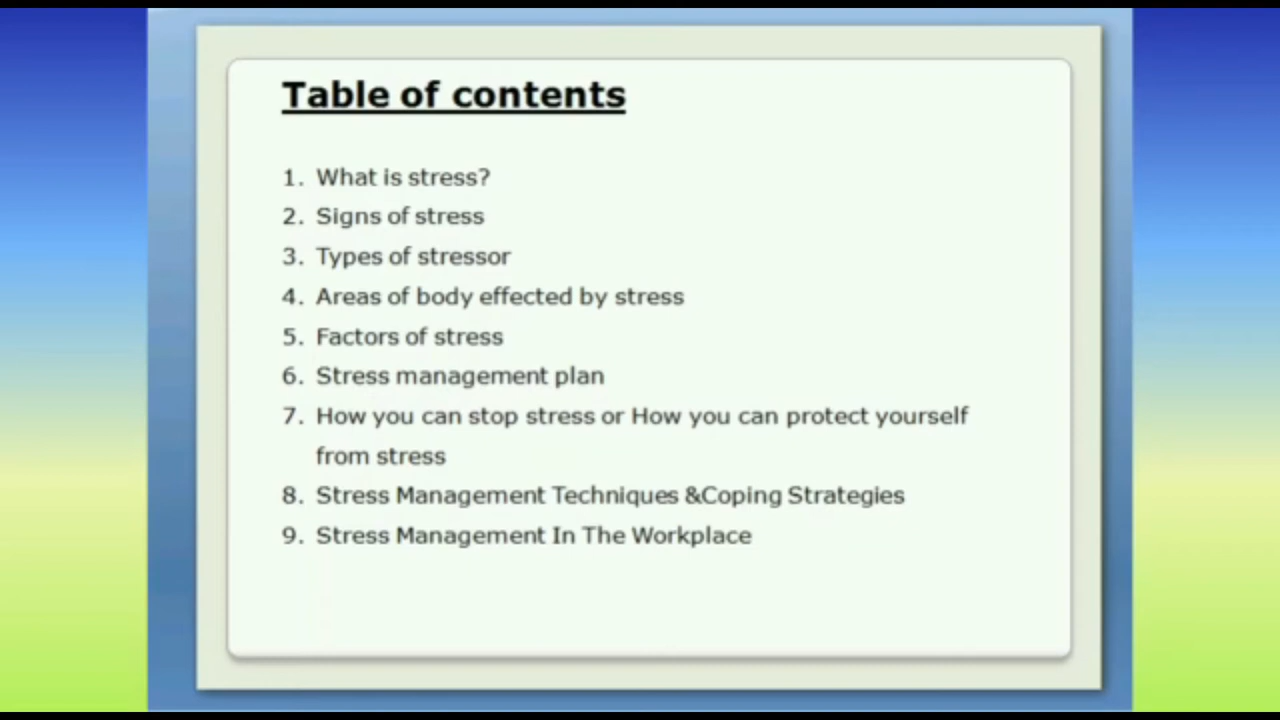 Table of contents
1. What is stress?
2. Signs of stress
3. Types of stressor
4. Areas of body effected by stress
5. Factors of stress
6. Stress management plan
7. How you can stop stress or How you can protect yourself
from stress
8. Stress Management Techniques &Coping Strategies
9. Stress Management In The Workplace